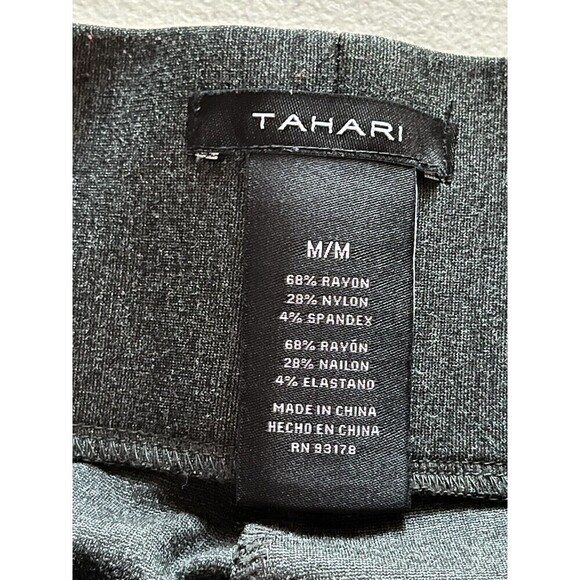 TAHARI
M/M
68% RAYON
28% NYLON
4% SPANDEX
68% RAYÓN
28% NAILON
4% ELASTANO
MADE IN CHINA
HECHO EN CHINA
RN 93178